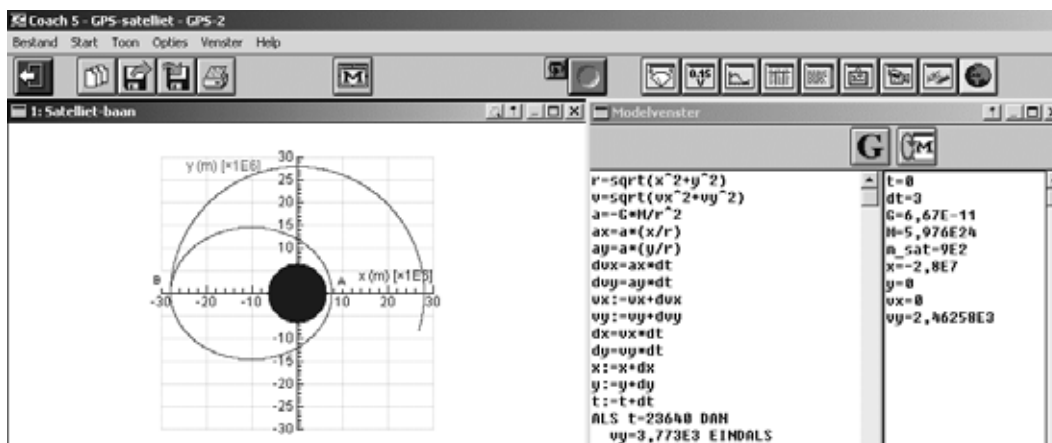 Coach 5 - GPS-satelliet - GPS-2
Bestand Start Toon Opties Venster Help
M
0.15
V
1: Satelliet-baan
Modelvenster
G M
y (m) [×1E6]
30
25
20
15
10
B
A
x (m) [×1E6]
-30 -20 -10 10 20 30
-10
-15
-20
-25
-30
r=sqrt(x^2+y^2)
v=sqrt(vx^2+vy^2)
a=-G*M/r^2
ax=a*(x/r)
ay=a*(y/r)
dvx=ax*dt
dvy=ay*dt
vx:=vx+dvx
vy:=vy+dvy
dx=vx*dt
dy=vy*dt
x:=x+dx
y:=y+dy
t:=t+dt
ALS t=23640 DAN
vy=3,773E3 EINDALS
t=0
dt=3
G=6,67E-11
M=5,976E24
m_sat=9E2
x=-2,8E7
y=0
vx=0
vy=2,46258E3